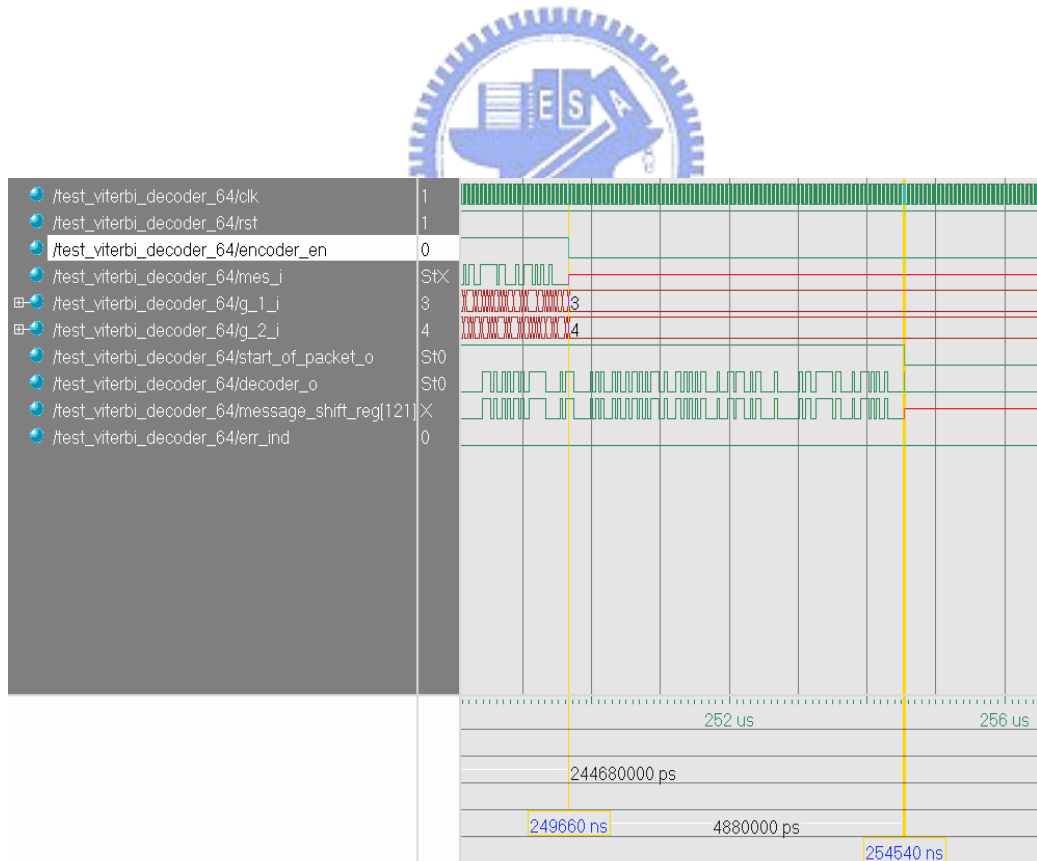 ESA
/test_viterbi_decoder_64/clk 1
/test_viterbi_decoder_64/rst 1
/test_viterbi_decoder_64/encoder_en 0
/test_viterbi_decoder_64/mes_i StX
/test_viterbi_decoder_64/g_1_i 3 3
/test_viterbi_decoder_64/g_2_i 4 4
/test_viterbi_decoder_64/start_of_packet_o St0
/test_viterbi_decoder_64/decoder_o St0
/test_viterbi_decoder_64/message_shift_reg[121] X
/test_viterbi_decoder_64/err_ind 0
252 us 256 us
244680000 ps
249660 ns 4880000 ps
254540 ns